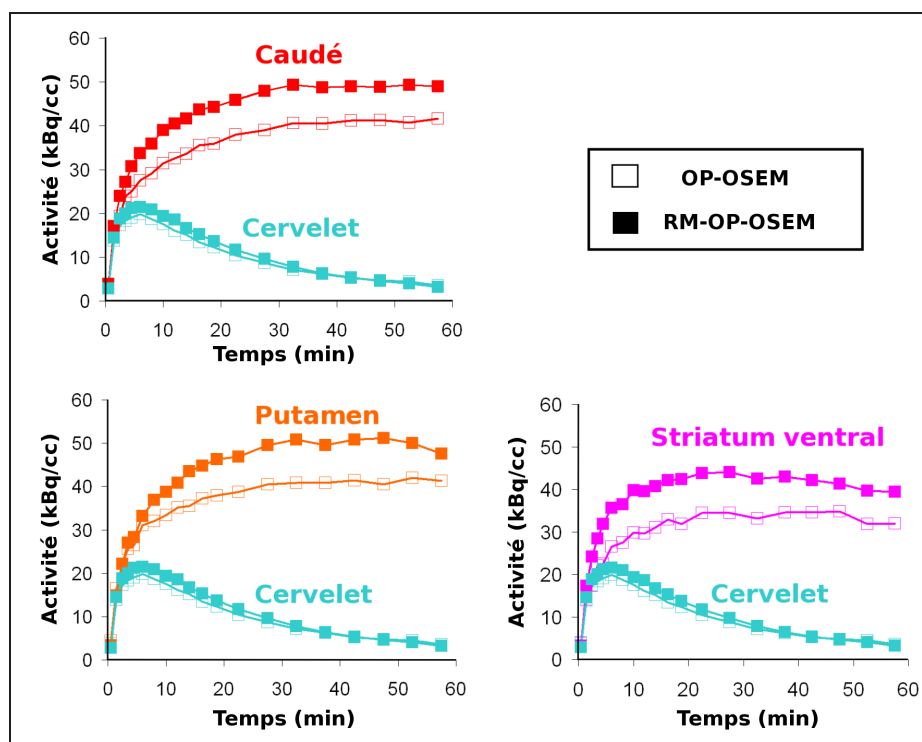 Caudé
Cervelet
Activité (kBq/cc)
60
50
40
30
20
10
0
0 10 20 30 40 50 60
Temps (min)
OP-OSEM
RM-OP-OSEM
Putamen
Cervelet
Activité (kBq/cc)
60
50
40
30
20
10
0
0 10 20 30 40 50 60
Temps (min)
Striatum ventral
Cervelet
Activité (kBq/cc)
60
50
40
30
20
10
0
0 10 20 30 40 50 60
Temps (min)